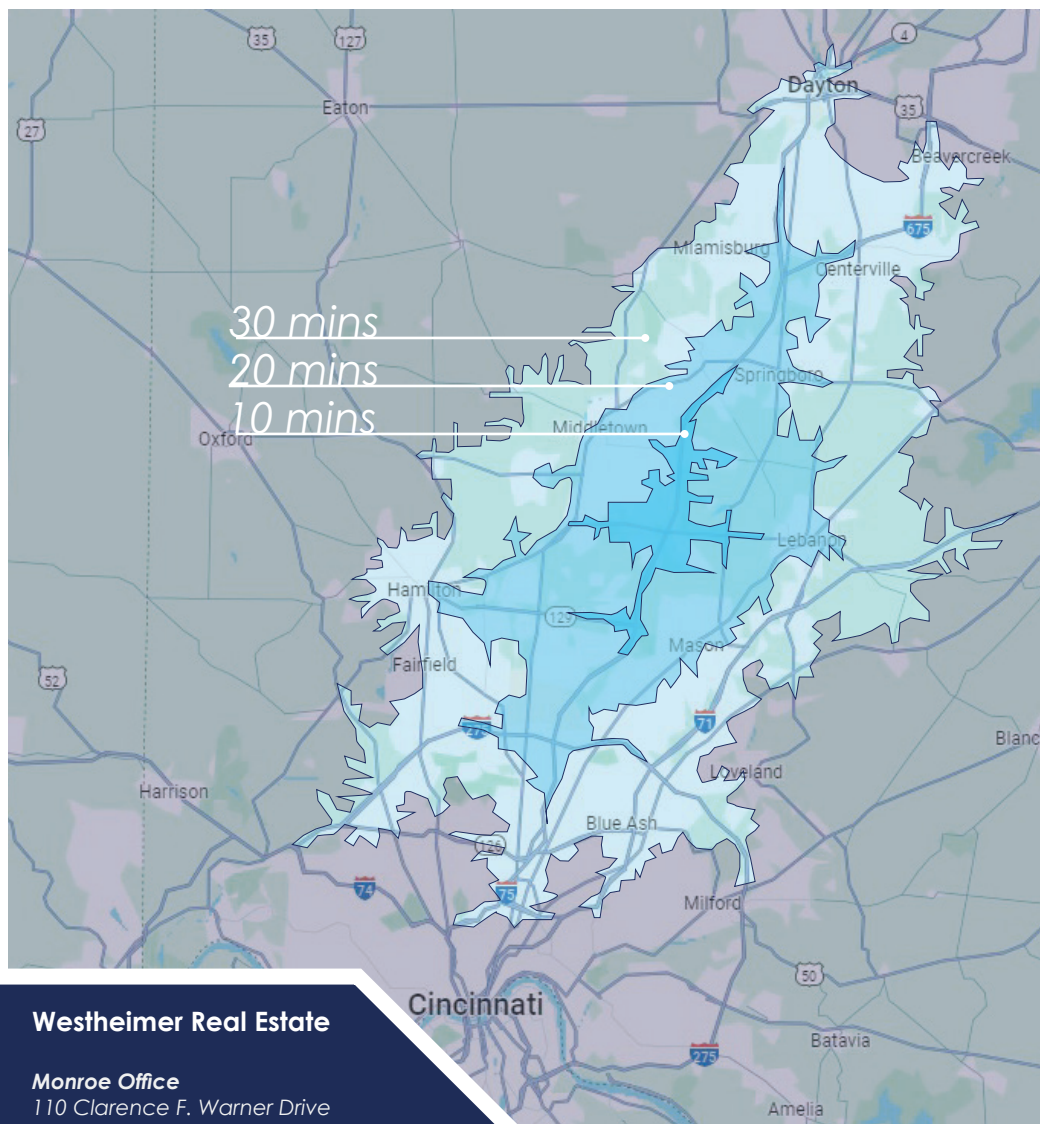 35
127
4
Dayton
35
Eaton
27
Beavercreek
675
Miamisburg
Centerville
30 mins
20 mins
Springboro
10 mins
Middletown
Oxford
Lebanon
Hamilton
129
Mason
Fairfield
52
71
275
Blanc
Loveland
Harrison
Blue Ash
126
74
75
Milford
50
Cincinnati
Westheimer Real Estate
Batavia
275
Monroe Office
110 Clarence F. Warner Drive
Amelia